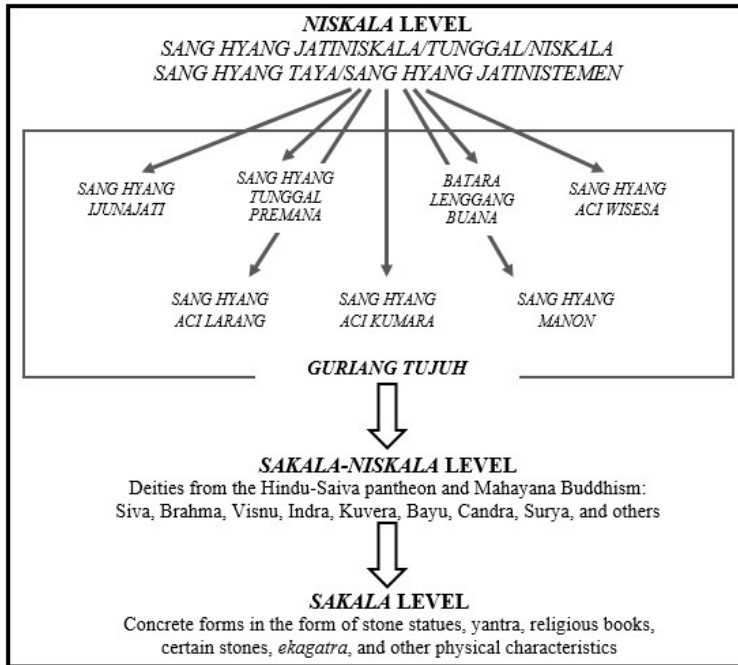 NISKALA LEVEL
SANG HYANG JATINISKALA/TUNGGAL/NISKALA
SANG HYANG TAYA/SANG HYANG JATINISTEMEN
SANG HYANG
IJUNAJATI
SANG HYANG
TUNGGAL
PREMANA
BATARA
LENGGANG
BUANA
SANG HYANG
ACI WISESA
SANG HYANG
ACI LARANG
SANG HYANG
ACI KUMARA
SANG HYANG
MANON
GURIANG TUJUH
SAKALA-NISKALA LEVEL
Deities from the Hindu-Saiva pantheon and Mahayana Buddhism:
Siva, Brahma, Visnu, Indra, Kuvera, Bayu, Candra, Surya, and others
SAKALA LEVEL
Concrete forms in the form of stone statues, yantra, religious books,
certain stones, ekagatra, and other physical characteristics